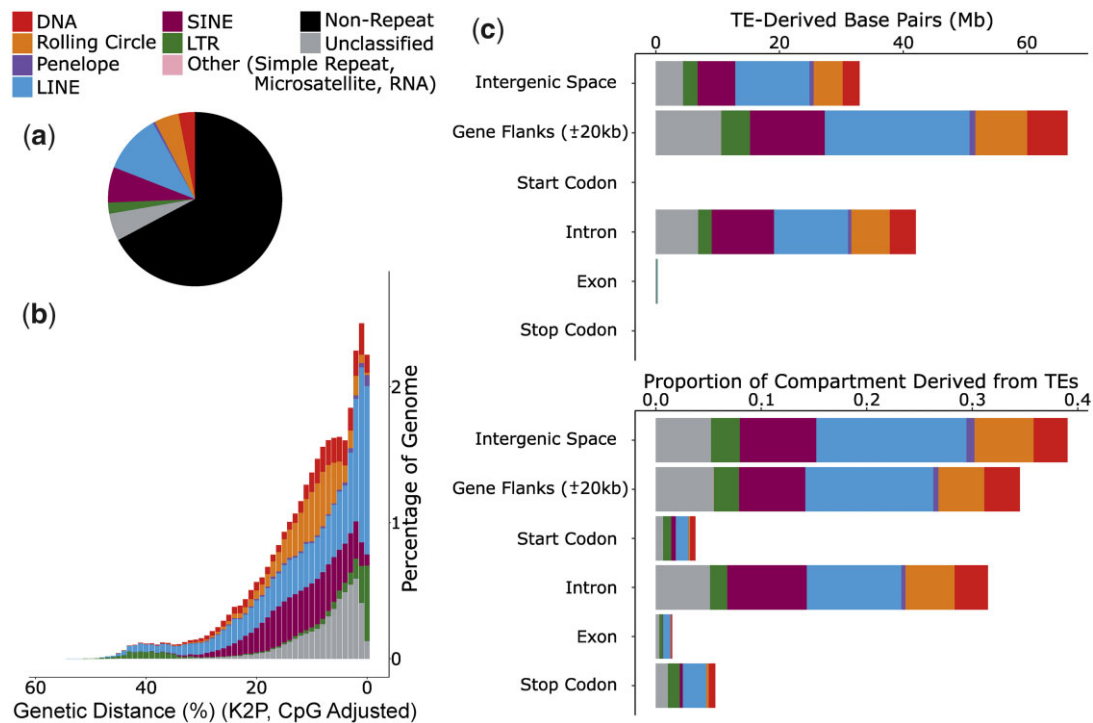 DNA
Rolling Circle
Penelope
LINE
SINE
LTR
Other (Simple Repeat,
Microsatellite, RNA)
Non-Repeat
Unclassified
(a)
(b)
2
1
0
Percentage of Genome
60
40
20
0
Genetic Distance (%) (K2P, CpG Adjusted)
(c)
TE-Derived Base Pairs (Mb)
0
20
40
60
Intergenic Space
Gene Flanks (±20kb)
Start Codon
Intron
Exon
Stop Codon
Proportion of Compartment Derived from TEs
0.0
0.1
0.2
0.3
0.4
Intergenic Space
Gene Flanks (±20kb)
Start Codon
Intron
Exon
Stop Codon